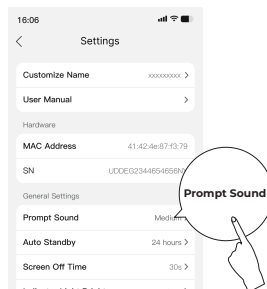 16:06
Settings
Customize Name xxxxxxxxx
User Manual
Hardware
MAC Address 41:42:4e:87:f3:79
SN UDDEG2344654656N
General Settings
Prompt Sound Medium
Prompt Sound
Auto Standby 24 hours
Screen Off Time 30s